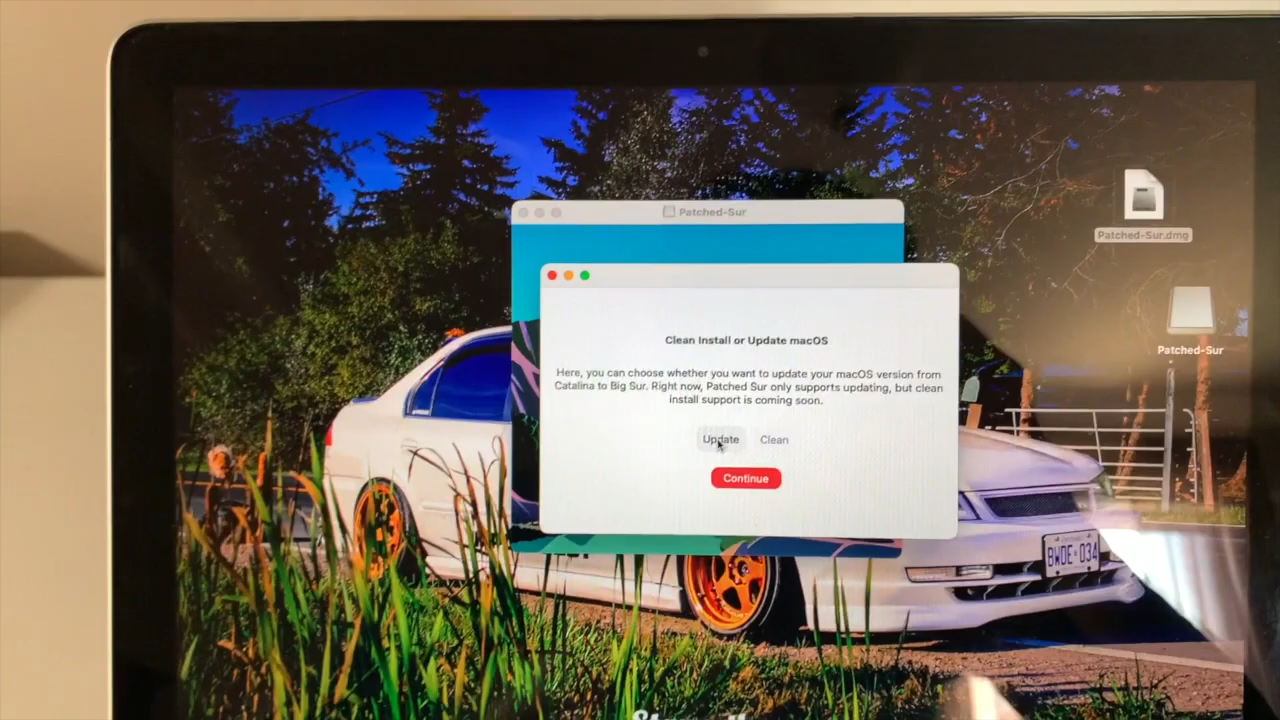 Patched-Sur
Patched-Sur.dmg
Clean Install or Update macOS
Patched-Sur
Here, you can choose whether you want to update your macOS version from
Catalina to Big Sur. Right now, Patched Sur only supports updating, but clean
install support is coming soon.
Update Clean
Continue
BWDE·034